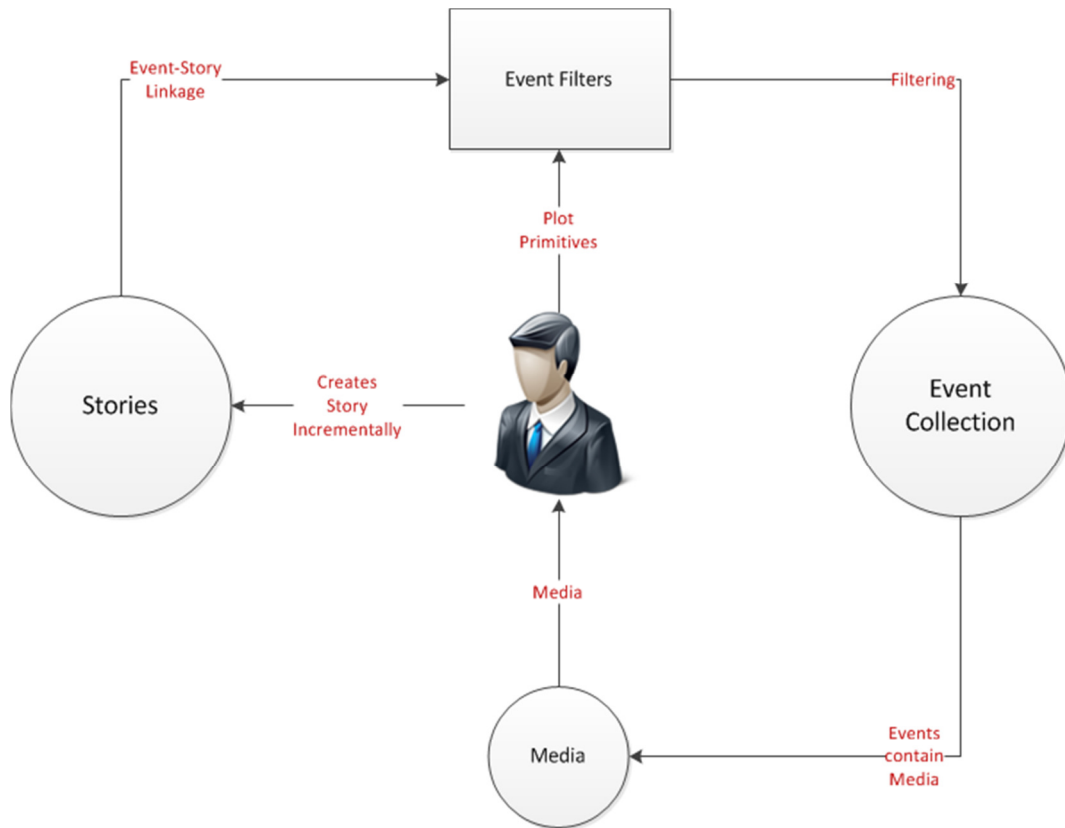 Event-Story
Linkage
Event Filters
Filtering
Plot
Primitives
Stories
Creates
Story
Incrementally
Event
Collection
Media
Media
Events
contain
Media